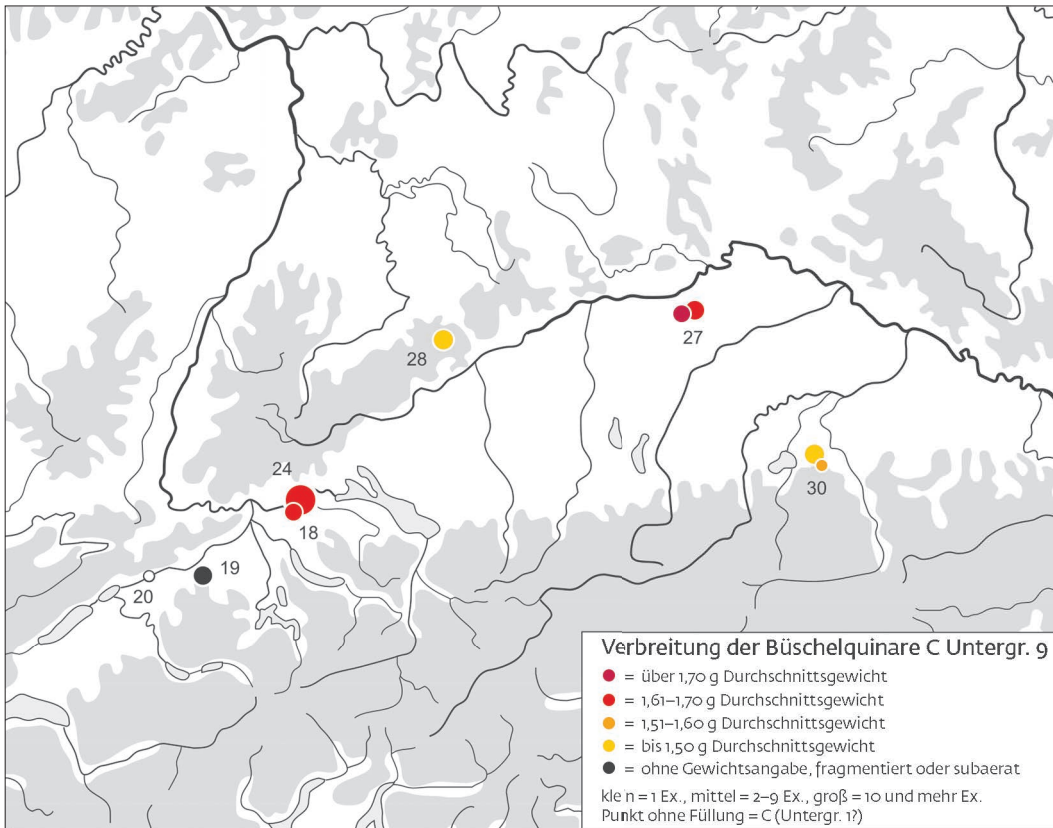 27
28
24
18
30
19
20
Verbreitung der Büschelquinare C Untergr. 9
= über 1,70 g Durchschnittsgewicht
= 1,61–1,70 g Durchschnittsgewicht
= 1,51–1,60 g Durchschnittsgewicht
= bis 1,50 g Durchschnittsgewicht
= ohne Gewichtsangabe, fragmentiert oder subaerat
kle n = 1 Ex., mittel = 2–9 Ex., groß = 10 und mehr Ex.
Punkt ohne Füllung = C (Untergr. 1?)